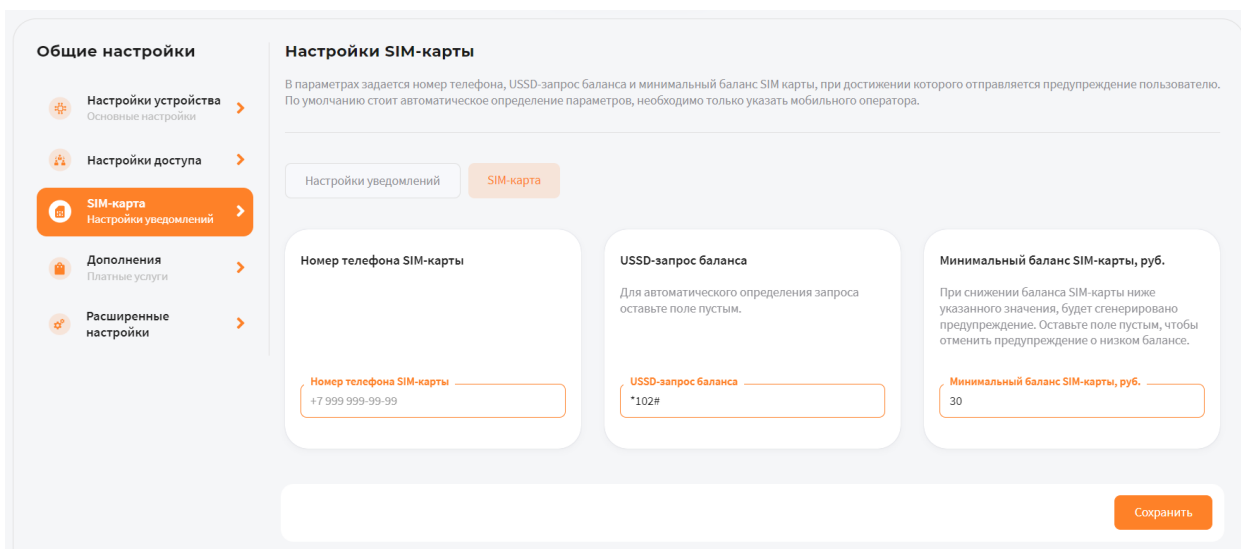 Общие настройки
Настройки устройства
Основные настройки
Настройки доступа
SIM-карта
Настройки уведомлений
Дополнения
Платные услуги
Расширенные
настройки
Настройки SIM-карты
В параметрах задается номер телефона, USSD-запрос баланса и минимальный баланс SIM карты, при достижении которого отправляется предупреждение пользователю.
По умолчанию стоит автоматическое определение параметров, необходимо только указать мобильного оператора.
Настройки уведомлений
SIM-карта
Номер телефона SIM-карты
Номер телефона SIM-карты
+7 999 999-99-99
USSD-запрос баланса
Для автоматического определения запроса
оставьте поле пустым.
USSD-запрос баланса
*102#
Минимальный баланс SIM-карты, руб.
При снижении баланса SIM-карты ниже
указанного значения, будет сгенерировано
предупреждение. Оставьте поле пустым, чтобы
отменить предупреждение о низком балансе.
Минимальный баланс SIM-карты, руб.
30
Сохранить